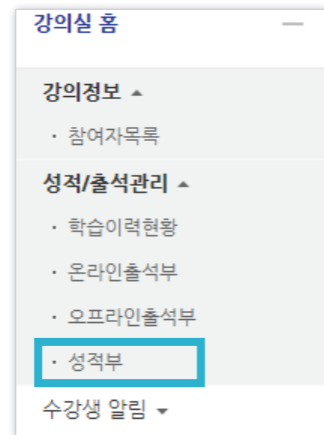 강의실 홈
강의정보
· 참여자목록
성적/출석관리
· 학습이력현황
· 온라인출석부
· 오프라인출석부
· 성적부
수강생 알림